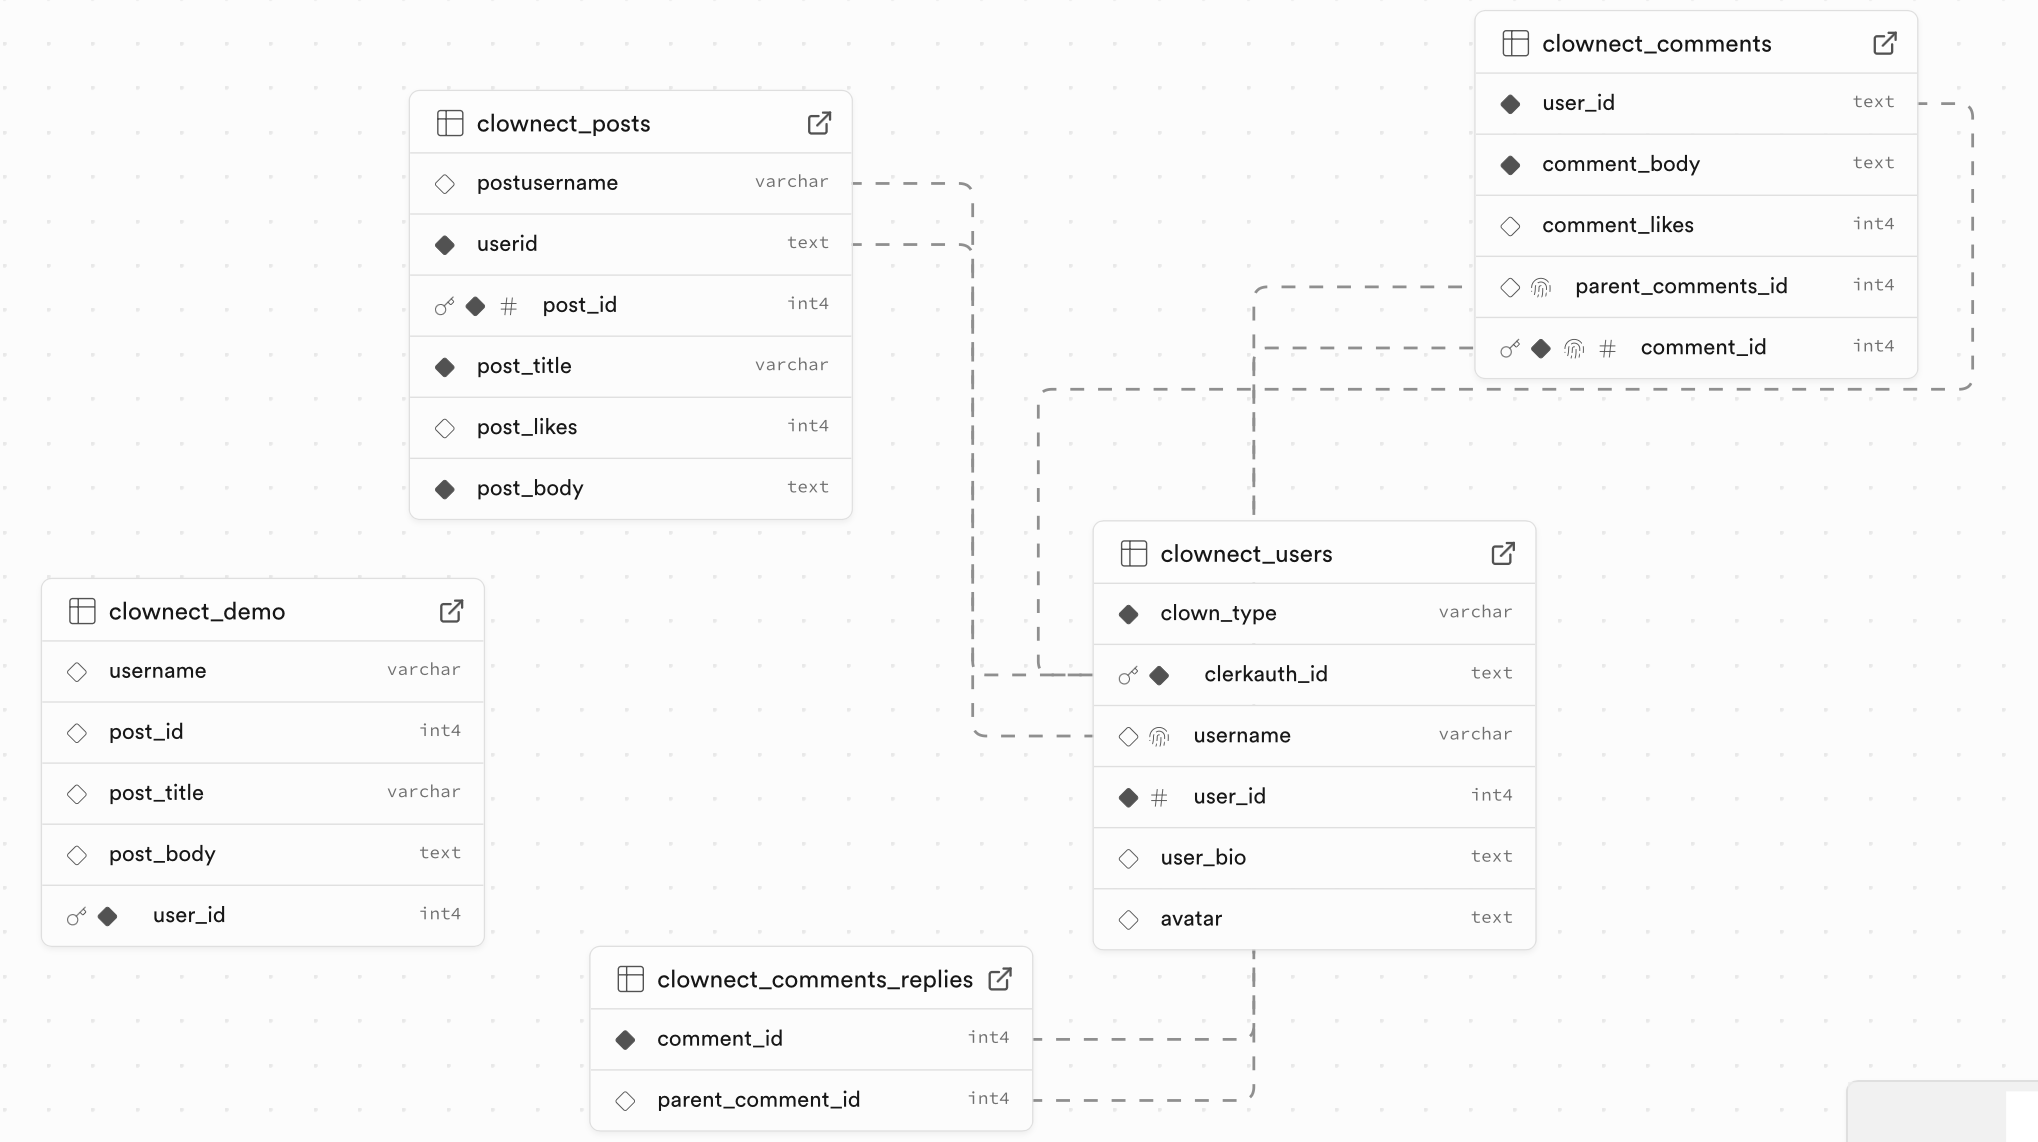 clownect_posts
postusername varchar
userid text
# post_id int4
post_title varchar
post_likes int4
post_body text
clownect_comments
user_id text
comment_body text
comment_likes int4
parent_comments_id int4
# comment_id int4
clownect_demo
username varchar
post_id int4
post_title varchar
post_body text
user_id int4
clownect_users
clown_type varchar
clerkauth_id text
username varchar
# user_id int4
user_bio text
avatar text
clownect_comments_replies
comment_id int4
parent_comment_id int4